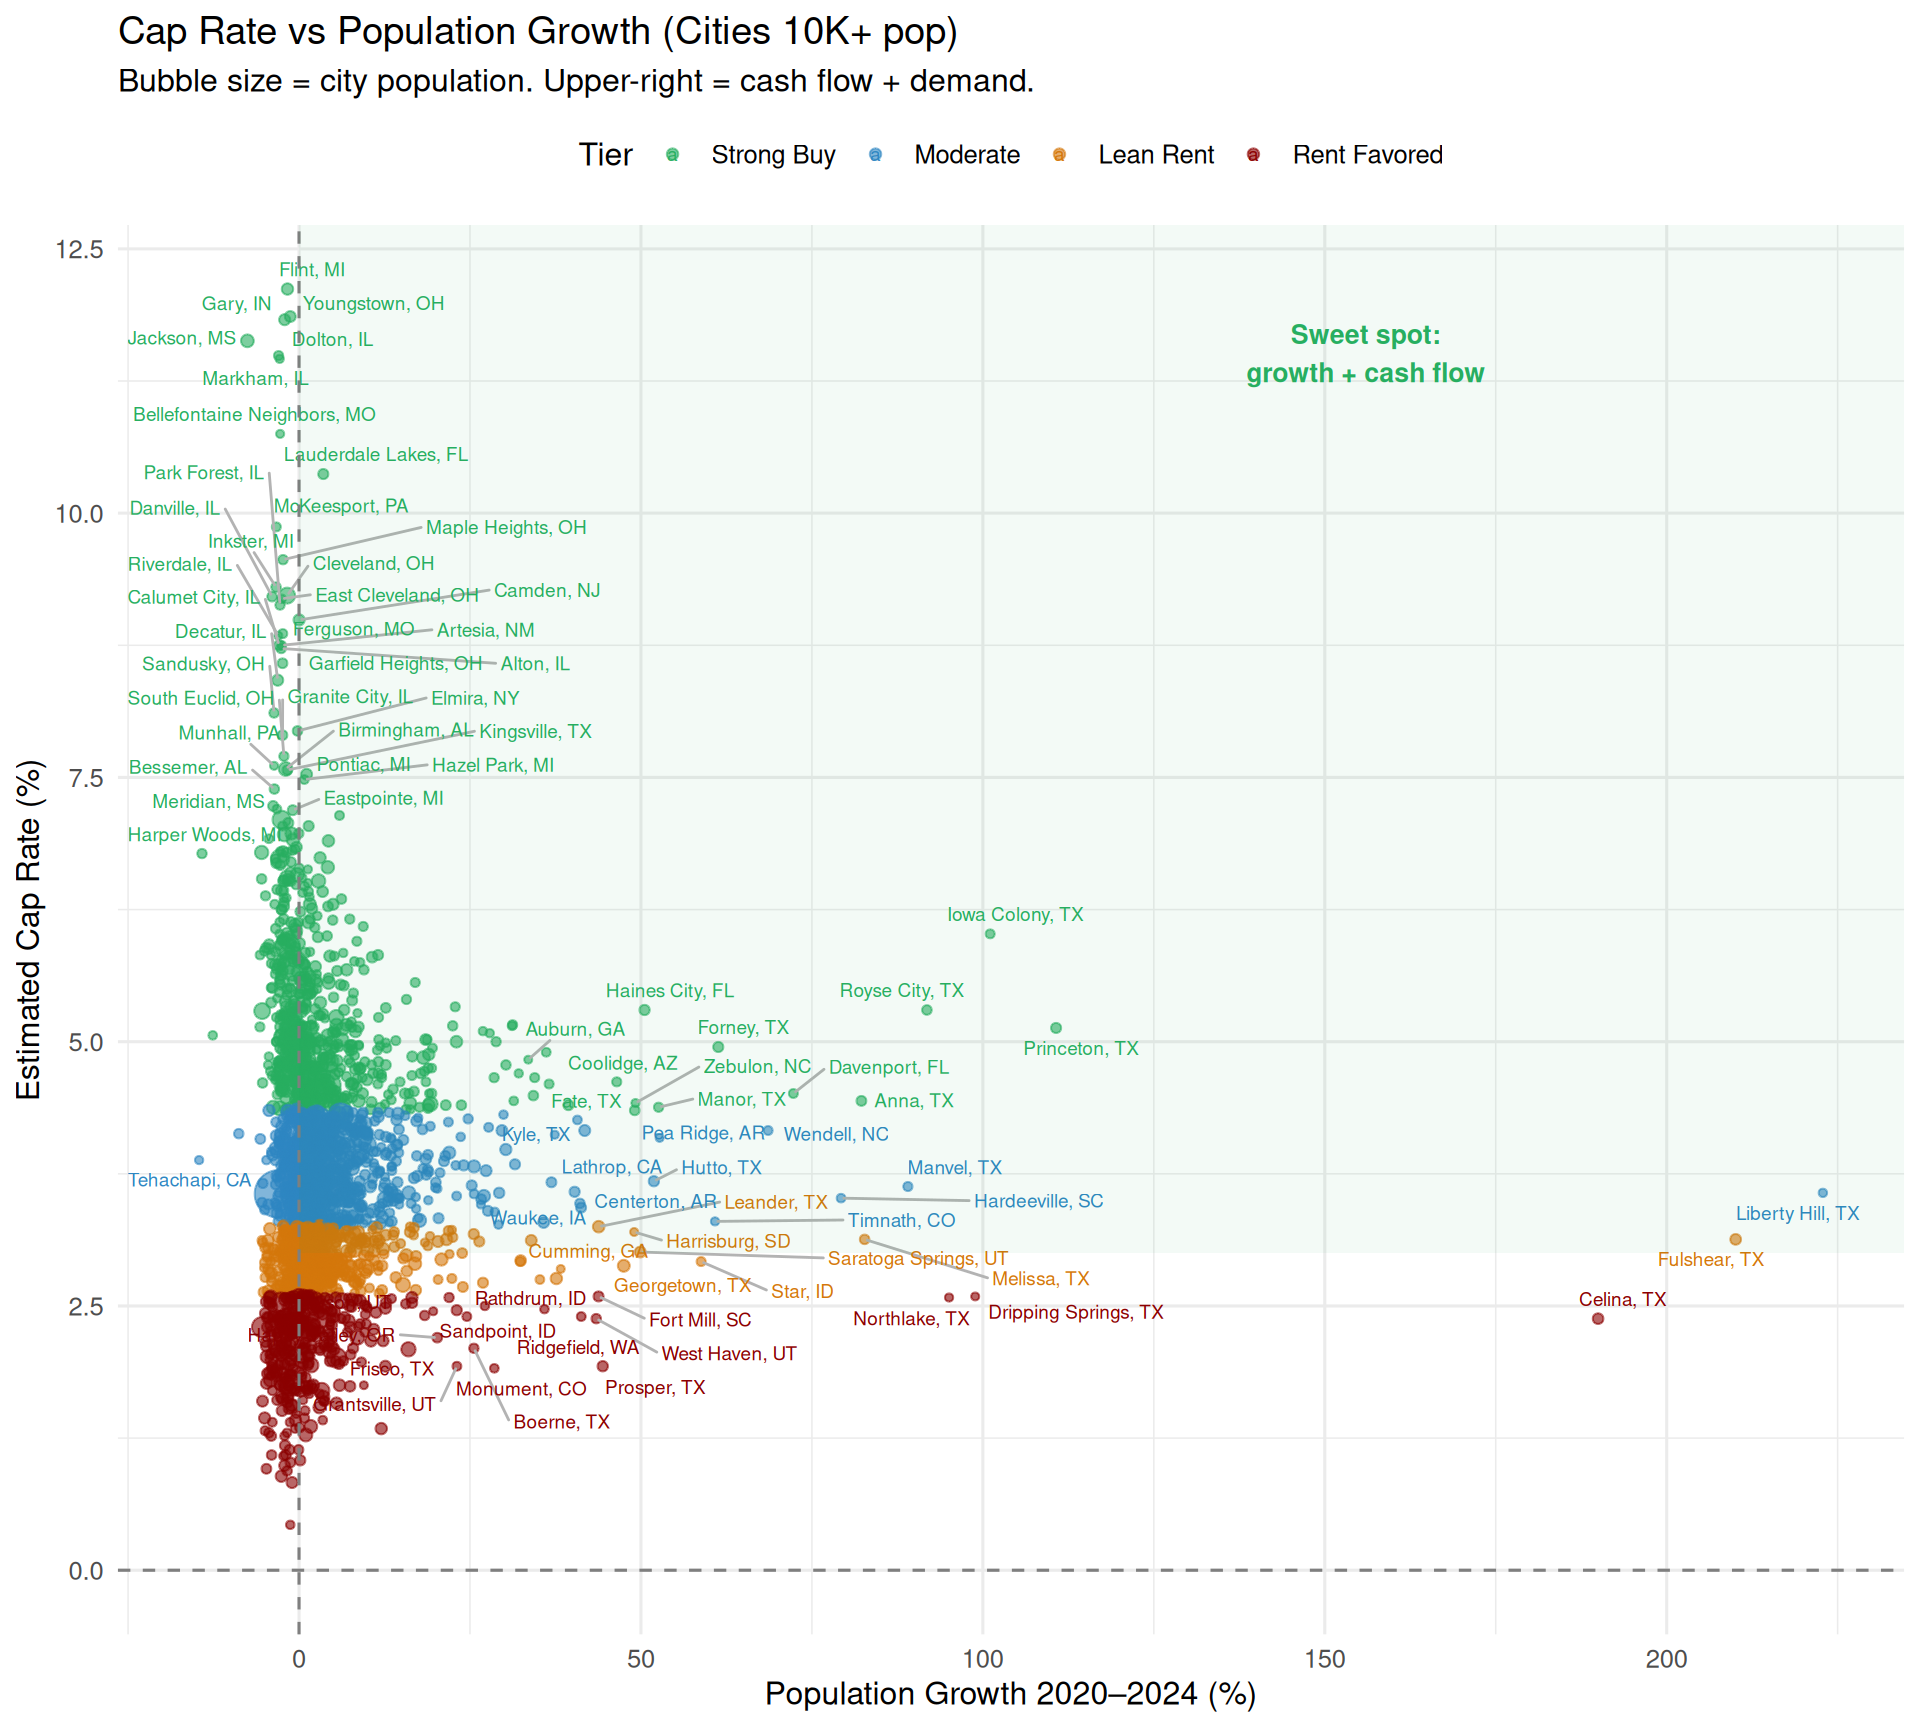 Cap Rate vs Population Growth (Cities 10K+ pop)
Bubble size = city population. Upper-right = cash flow + demand.
Tier
Strong Buy
Moderate
Lean Rent
Rent Favored
Estimated Cap Rate (%)
12.5
10.0
7.5
5.0
2.5
0.0
Sweet spot:
growth + cash flow
Flint, MI
Gary, IN
Youngstown, OH
Jackson, MS
Dolton, IL
Markham, IL
Bellefontaine Neighbors, MO
Lauderdale Lakes, FL
Park Forest, IL
Danville, IL
McKeesport, PA
Maple Heights, OH
Inkster, MI
Riverdale, IL
Cleveland, OH
Calumet City, IL
East Cleveland, OH
Camden, NJ
Decatur, IL
Ferguson, MO
Artesia, NM
Sandusky, OH
Garfield Heights, OH
Alton, IL
South Euclid, OH
Granite City, IL
Elmira, NY
Munhall, PA
Birmingham, AL
Kingsville, TX
Bessemer, AL
Pontiac, MI
Hazel Park, MI
Meridian, MS
Eastpointe, MI
Harper Woods, MI
Iowa Colony, TX
Haines City, FL
Royse City, TX
Auburn, GA
Forney, TX
Princeton, TX
Coolidge, AZ
Zebulon, NC
Davenport, FL
Fate, TX
Manor, TX
Anna, TX
Kyle, TX
Pea Ridge, AR
Wendell, NC
Tehachapi, CA
Lathrop, CA
Hutto, TX
Manvel, TX
Centerton, AR
Leander, TX
Hardeeville, SC
Waukee, IA
Timnath, CO
Liberty Hill, TX
Cumming, GA
Harrisburg, SD
Saratoga Springs, UT
Fulshear, TX
Georgetown, TX
Star, ID
Melissa, TX
UT
Rathdrum, ID
Fort Mill, SC
Northlake, TX
Dripping Springs, TX
Celina, TX
OR
Sandpoint, ID
Ridgefield, WA
West Haven, UT
Frisco, TX
Monument, CO
Prosper, TX
UT
Boerne, TX
0
50
100
150
200
Population Growth 2020–2024 (%)